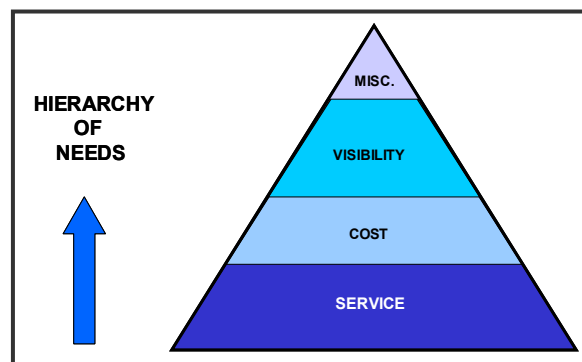 HIERARCHY
OF
NEEDS
MISC.
VISIBILITY
COST
SERVICE